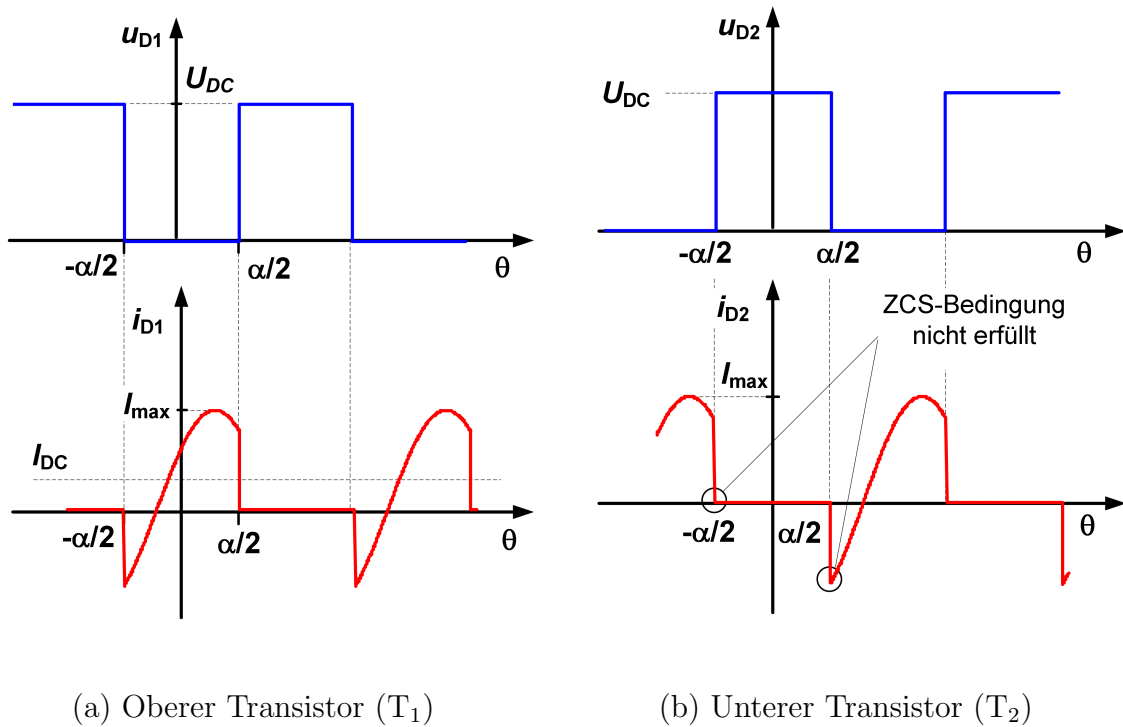 u_D1
U_DC
-α/2
α/2
θ
i_D1
I_max
I_DC
-α/2
α/2
θ
u_D2
U_DC
-α/2
α/2
θ
i_D2
ZCS-Bedingung
nicht erfüllt
I_max
-α/2
α/2
θ
(a) Oberer Transistor (T₁)
(b) Unterer Transistor (T₂)